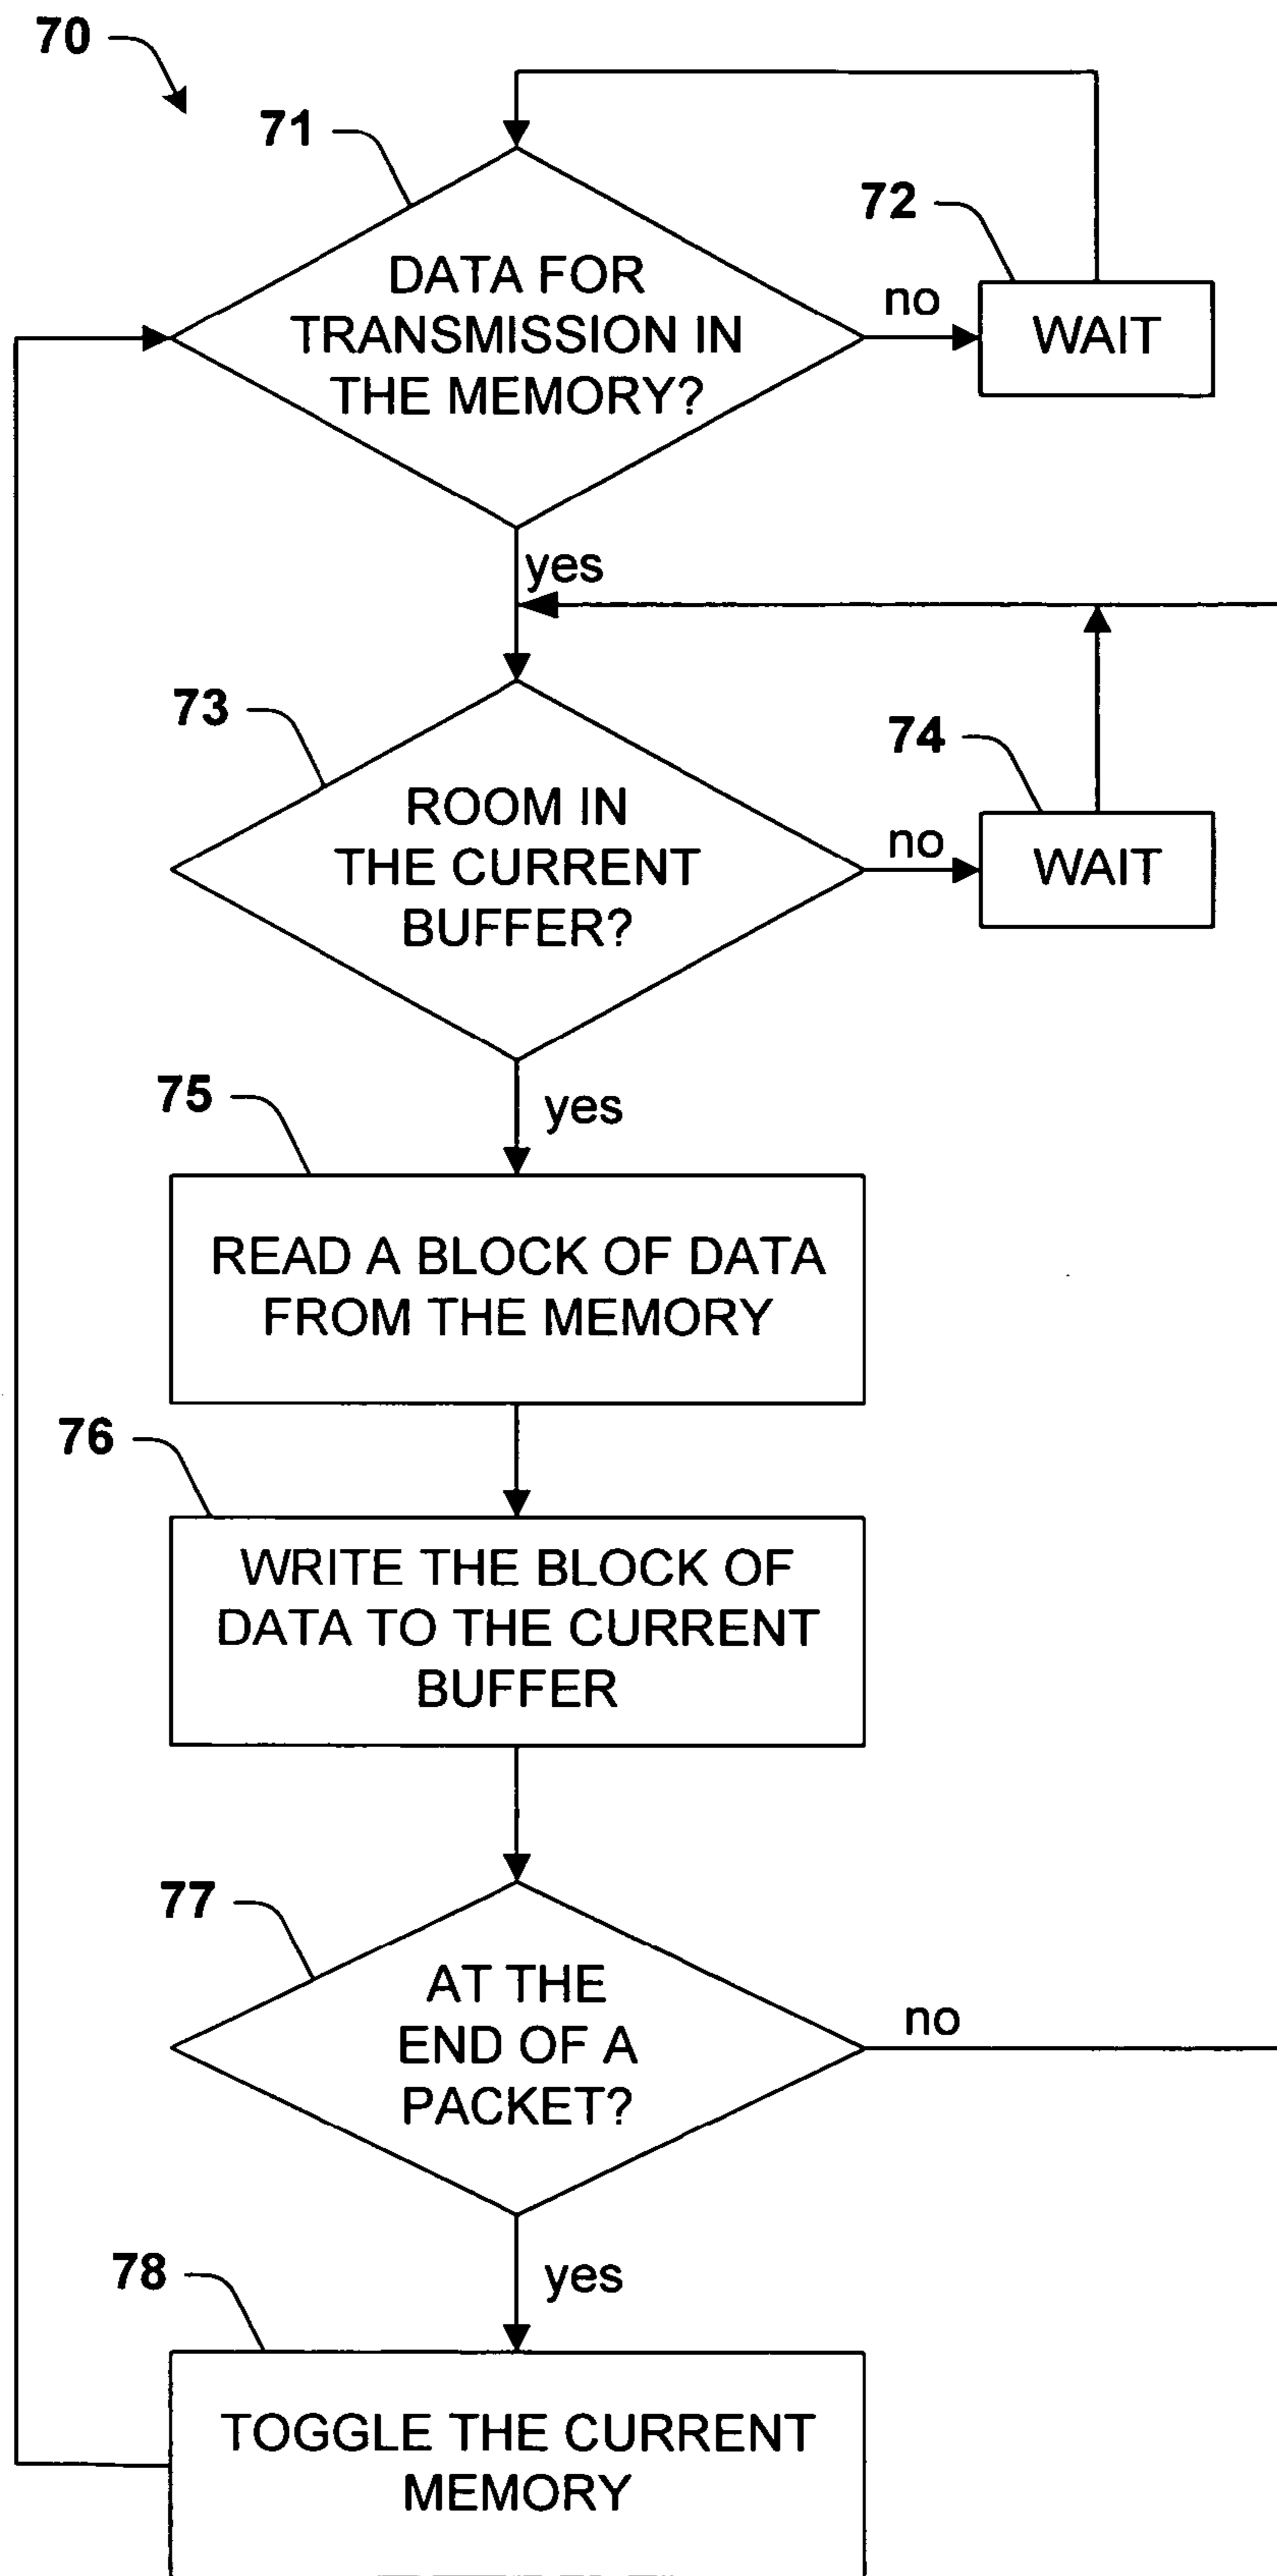 70
71
DATA FOR
TRANSMISSION IN
THE MEMORY?
72
no
WAIT
yes
73
ROOM IN
THE CURRENT
BUFFER?
74
no
WAIT
yes
75
READ A BLOCK OF DATA
FROM THE MEMORY
76
WRITE THE BLOCK OF
DATA TO THE CURRENT
BUFFER
77
AT THE
END OF A
PACKET?
no
yes
78
TOGGLE THE CURRENT
MEMORY